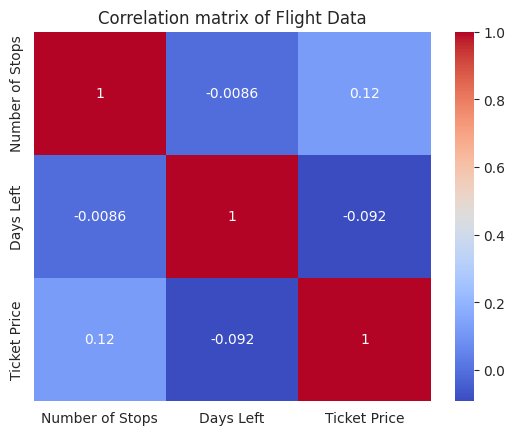 Correlation matrix of Flight Data
Number of Stops
1
-0.0086
0.12
Days Left
-0.0086
1
-0.092
Ticket Price
0.12
-0.092
1
Number of Stops
Days Left
Ticket Price
1.0
0.8
0.6
0.4
0.2
0.0